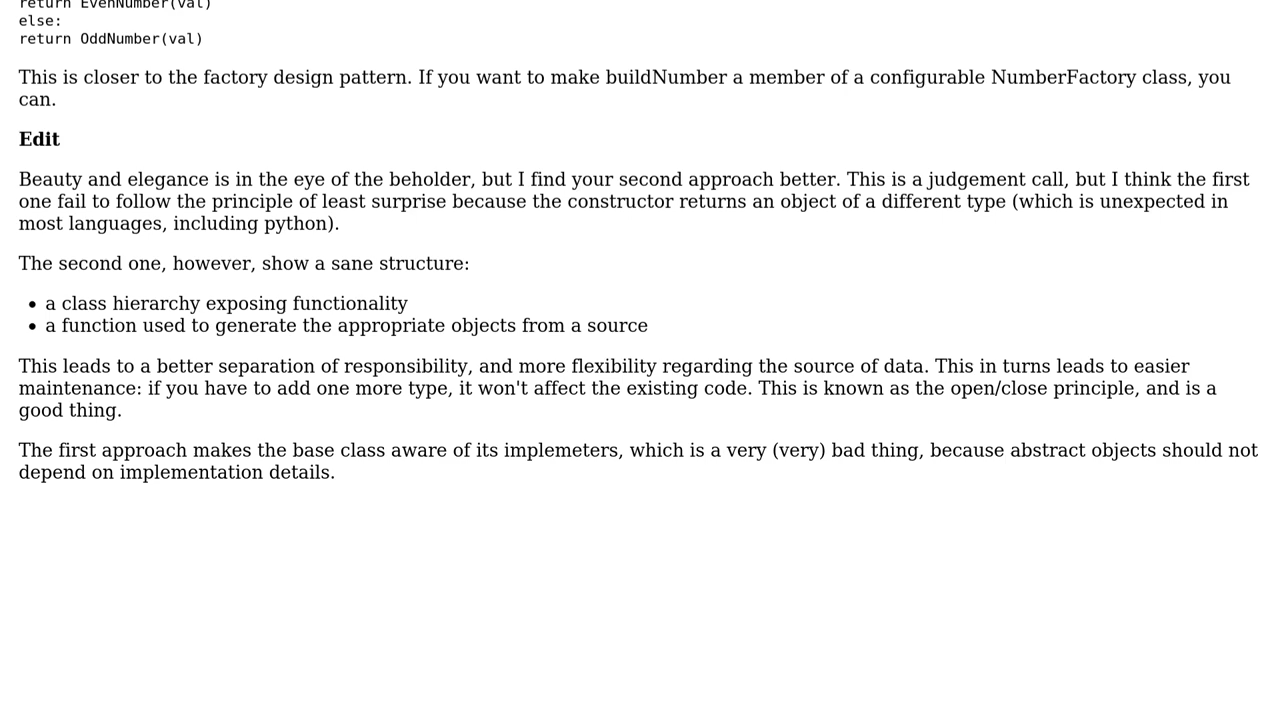 return EvenNumber(val)
else:
return OddNumber(val)
This is closer to the factory design pattern. If you want to make buildNumber a member of a configurable NumberFactory class, you
can.
Edit
Beauty and elegance is in the eye of the beholder, but I find your second approach better. This is a judgement call, but I think the first
one fail to follow the principle of least surprise because the constructor returns an object of a different type (which is unexpected in
most languages, including python).
The second one, however, show a sane structure:
• a class hierarchy exposing functionality
• a function used to generate the appropriate objects from a source
This leads to a better separation of responsibility, and more flexibility regarding the source of data. This in turns leads to easier
maintenance: if you have to add one more type, it won't affect the existing code. This is known as the open/close principle, and is a
good thing.
The first approach makes the base class aware of its implemeters, which is a very (very) bad thing, because abstract objects should not
depend on implementation details.